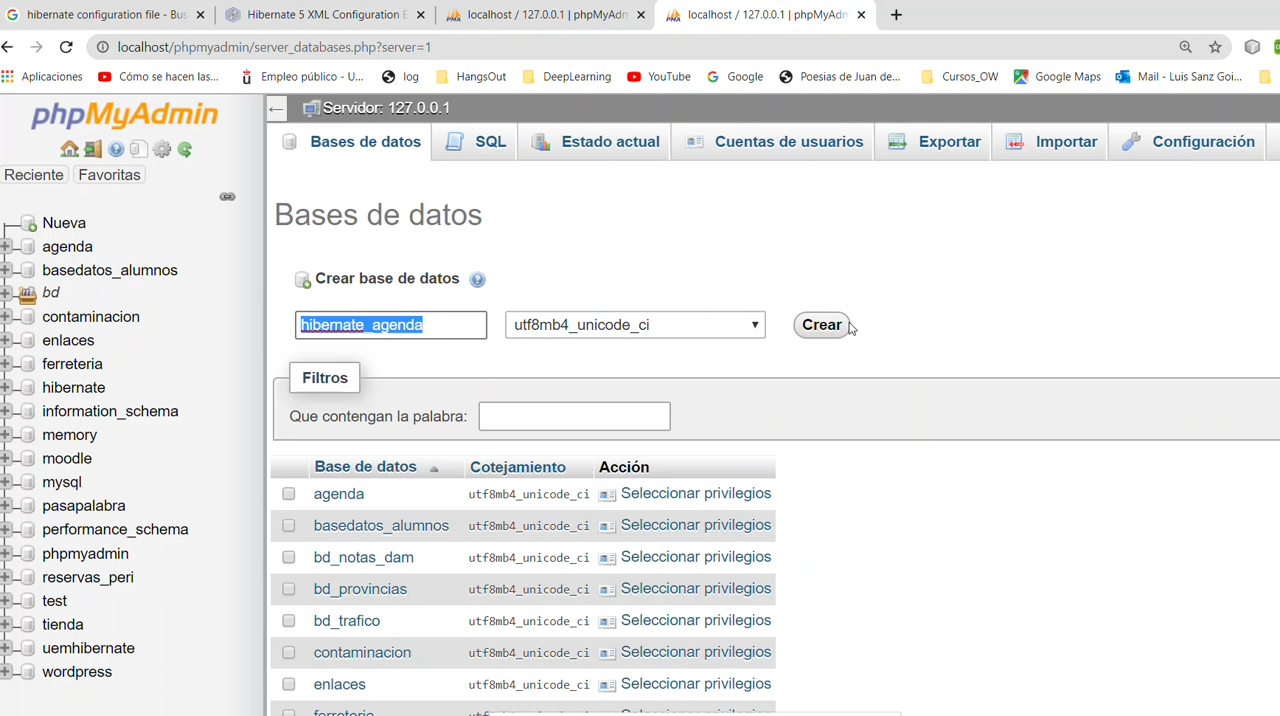 hibernate configuration file - Bus
Hibernate 5 XML Configuration E
localhost / 127.0.0.1 | phpMyAdm
localhost / 127.0.0.1 | phpMyAdm
localhost/phpmyadmin/server_databases.php?server=1
Aplicaciones
Cómo se hacen las...
Empleo público - U...
log
HangsOut
DeepLearning
YouTube
Google
Poesias de Juan de...
Cursos_OW
Google Maps
Mail - Luis Sanz Goi...
phpMyAdmin
Reciente
Favoritas
Nueva
agenda
basedatos_alumnos
bd
contaminacion
enlaces
ferreteria
hibernate
information_schema
memory
moodle
mysql
pasapalabra
performance_schema
phpmyadmin
reservas_peri
test
tienda
uemhibernate
wordpress
Servidor: 127.0.0.1
Bases de datos
SQL
Estado actual
Cuentas de usuarios
Exportar
Importar
Configuración
Bases de datos
Crear base de datos
hibernate_agenda
utf8mb4_unicode_ci
Crear
Filtros
Que contengan la palabra:
Base de datos Cotejamiento Acción
agenda utf8mb4_unicode_ci Seleccionar privilegios
basedatos_alumnos utf8mb4_unicode_ci Seleccionar privilegios
bd_notas_dam utf8mb4_unicode_ci Seleccionar privilegios
bd_provincias utf8mb4_unicode_ci Seleccionar privilegios
bd_trafico utf8mb4_unicode_ci Seleccionar privilegios
contaminacion utf8mb4_unicode_ci Seleccionar privilegios
enlaces utf8mb4_unicode_ci Seleccionar privilegios
ferreteria